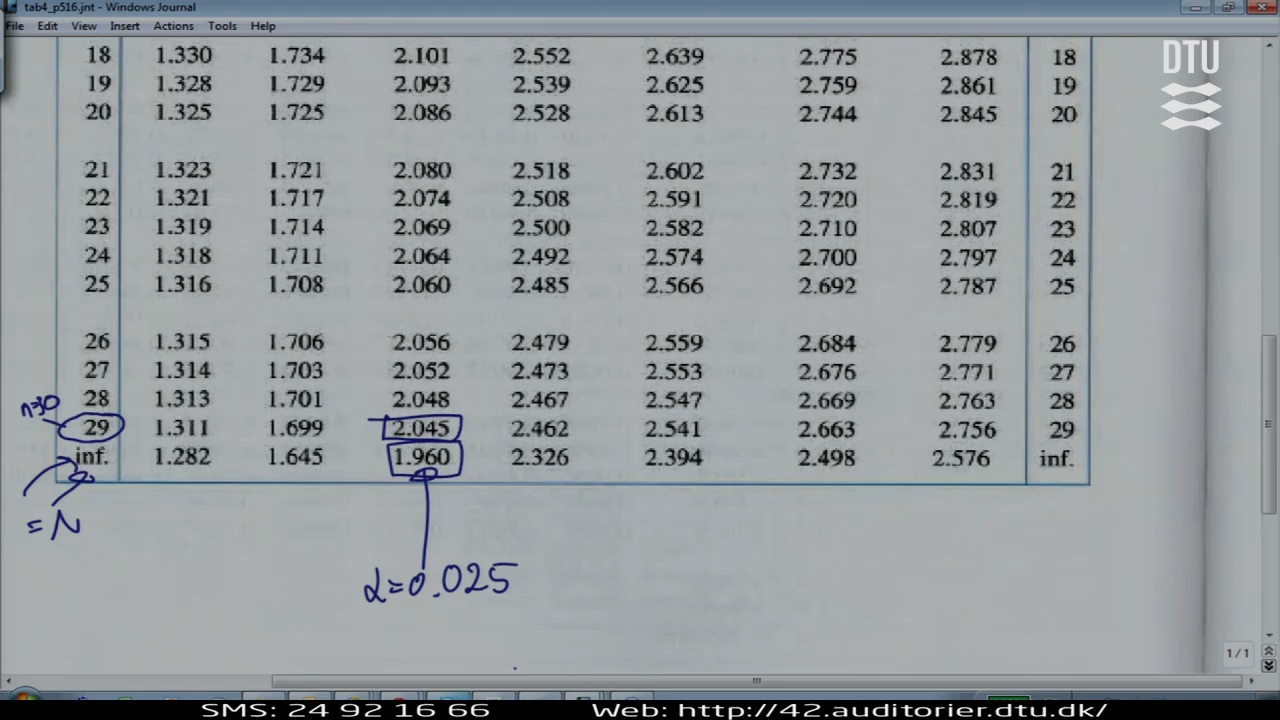 tab4_p516.jnt - Windows Journal
File Edit View Insert Actions Tools Help
DTU
18 1.330 1.734 2.101 2.552 2.639 2.775 2.878 18
19 1.328 1.729 2.093 2.539 2.625 2.759 2.861 19
20 1.325 1.725 2.086 2.528 2.613 2.744 2.845 20
21 1.323 1.721 2.080 2.518 2.602 2.732 2.831 21
22 1.321 1.717 2.074 2.508 2.591 2.720 2.819 22
23 1.319 1.714 2.069 2.500 2.582 2.710 2.807 23
24 1.318 1.711 2.064 2.492 2.574 2.700 2.797 24
25 1.316 1.708 2.060 2.485 2.566 2.692 2.787 25
26 1.315 1.706 2.056 2.479 2.559 2.684 2.779 26
27 1.314 1.703 2.052 2.473 2.553 2.676 2.771 27
28 1.313 1.701 2.048 2.467 2.547 2.669 2.763 28
n=30
29 1.311 1.699 2.045 2.462 2.541 2.663 2.756 29
inf. 1.282 1.645 1.960 2.326 2.394 2.498 2.576 inf.
= N
α=0.025
1/1
SMS: 24 92 16 66 Web: http://42.auditorier.dtu.dk/